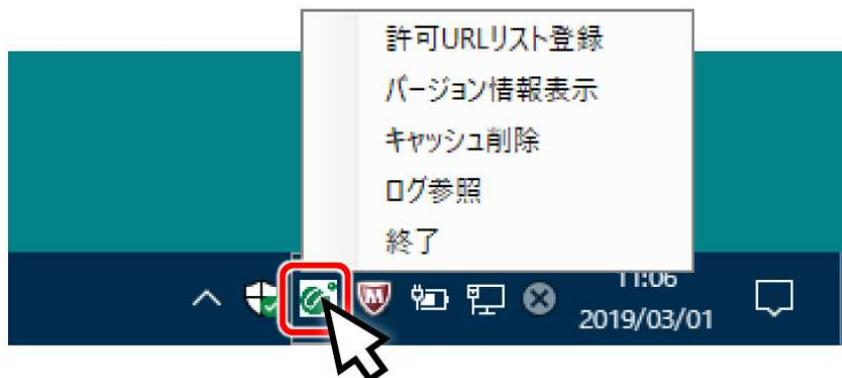 許可URLリスト登録
バージョン情報表示
キャッシュ削除
ログ参照
終了
11:06
2019/03/01